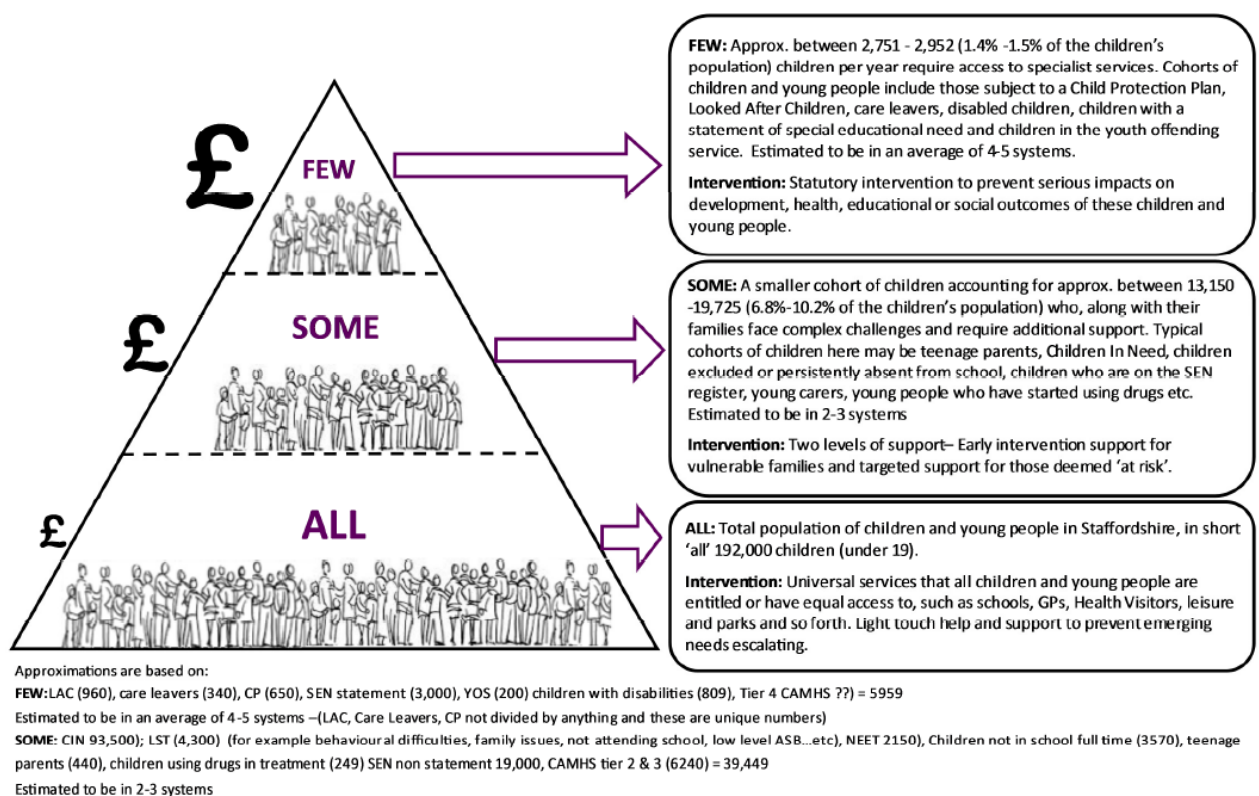 FEW: Approx. between 2,751 - 2,952 (1.4% -1.5% of the children's
population) children per year require access to specialist services. Cohorts of
children and young people include those subject to a Child Protection Plan,
Looked After Children, care leavers, disabled children, children with a
statement of special educational need and children in the youth offending
service. Estimated to be in an average of 4-5 systems.
Intervention: Statutory intervention to prevent serious impacts on
development, health, educational or social outcomes of these children and
young people.
£
FEW
SOME: A smaller cohort of children accounting for approx. between 13,150
-19,725 (6.8%-10.2% of the children's population) who, along with their
families face complex challenges and require additional support. Typical
cohorts of children here may be teenage parents, Children In Need, children
excluded or persistently absent from school, children who are on the SEN
register, young carers, young people who have started using drugs etc.
Estimated to be in 2-3 systems
Intervention: Two levels of support– Early intervention support for
vulnerable families and targeted support for those deemed 'at risk'.
£
SOME
ALL: Total population of children and young people in Staffordshire, in short
'all' 192,000 children (under 19).
Intervention: Universal services that all children and young people are
entitled or have equal access to, such as schools, GPs, Health Visitors, leisure
and parks and so forth. Light touch help and support to prevent emerging
needs escalating.
£
ALL
Approximations are based on:
FEW:LAC (960), care leavers (340), CP (650), SEN statement (3,000), YOS (200) children with disabilities (809), Tier 4 CAMHS ??) = 5959
Estimated to be in an average of 4-5 systems –(LAC, Care Leavers, CP not divided by anything and these are unique numbers)
SOME: CIN 93,500); LST (4,300) (for example behavioural difficulties, family issues, not attending school, low level ASB...etc), NEET 2150), Children not in school full time (3570), teenage
parents (440), children using drugs in treatment (249) SEN non statement 19,000, CAMHS tier 2 & 3 (6240) = 39,449
Estimated to be in 2-3 systems